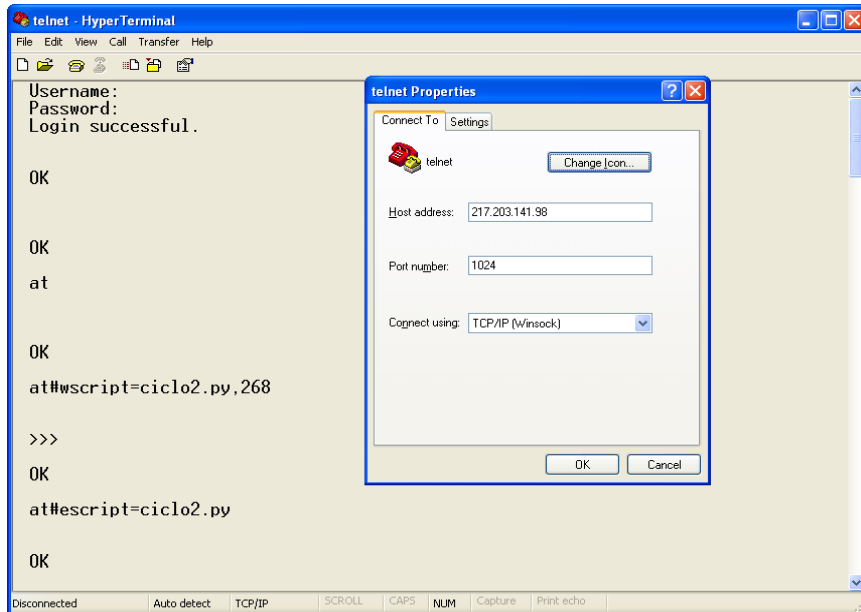 telnet - HyperTerminal
File Edit View Call Transfer Help
Username:
Password:
Login successful.
OK
OK
at
OK
at#wscript=ciclo2.py,268
>>>
OK
at#escript=ciclo2.py
OK
telnet Properties
Connect To Settings
telnet
Change Icon...
Host address: 217.203.141.98
Port number: 1024
Connect using: TCP/IP (Winsock)
OK Cancel
Disconnected Auto detect TCP/IP SCROLL CAPS NUM Capture Print echo